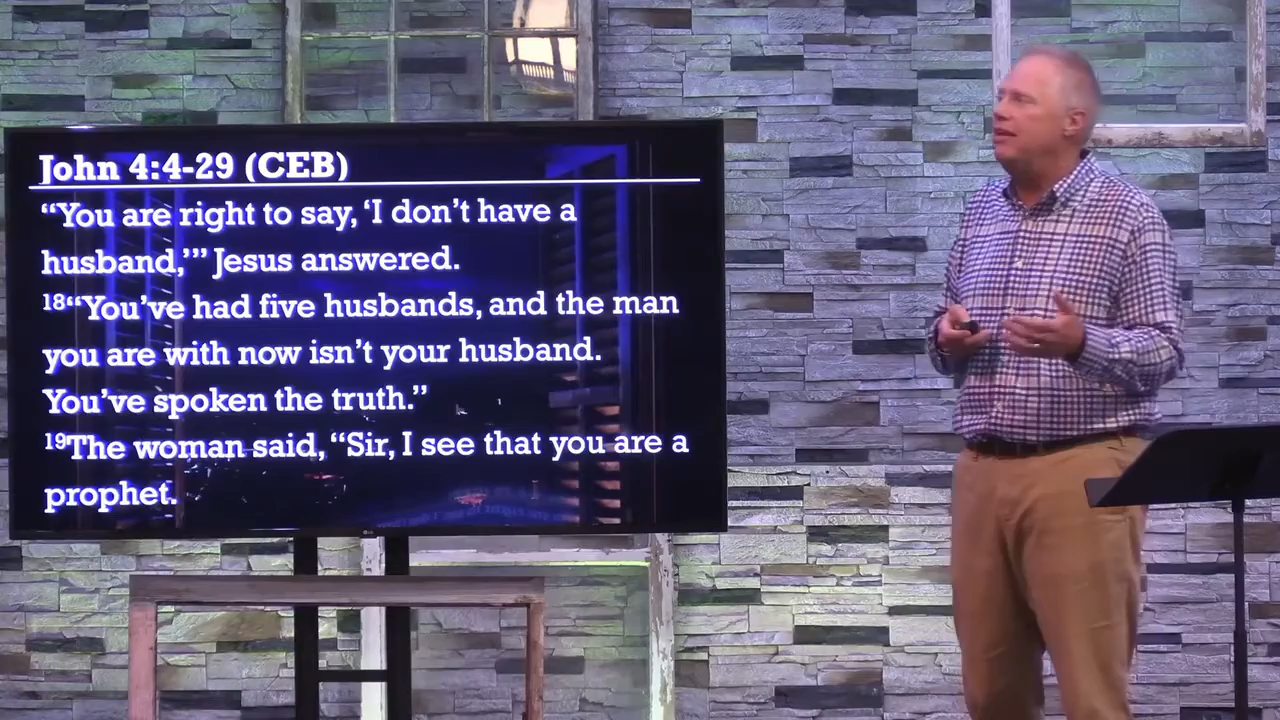 John 4:4-29 (CEB)
“You are right to say, ‘I don’t have a
husband,’” Jesus answered.
18“You’ve had five husbands, and the man
you are with now isn’t your husband.
You’ve spoken the truth.”
19The woman said, “Sir, I see that you are a
prophet.